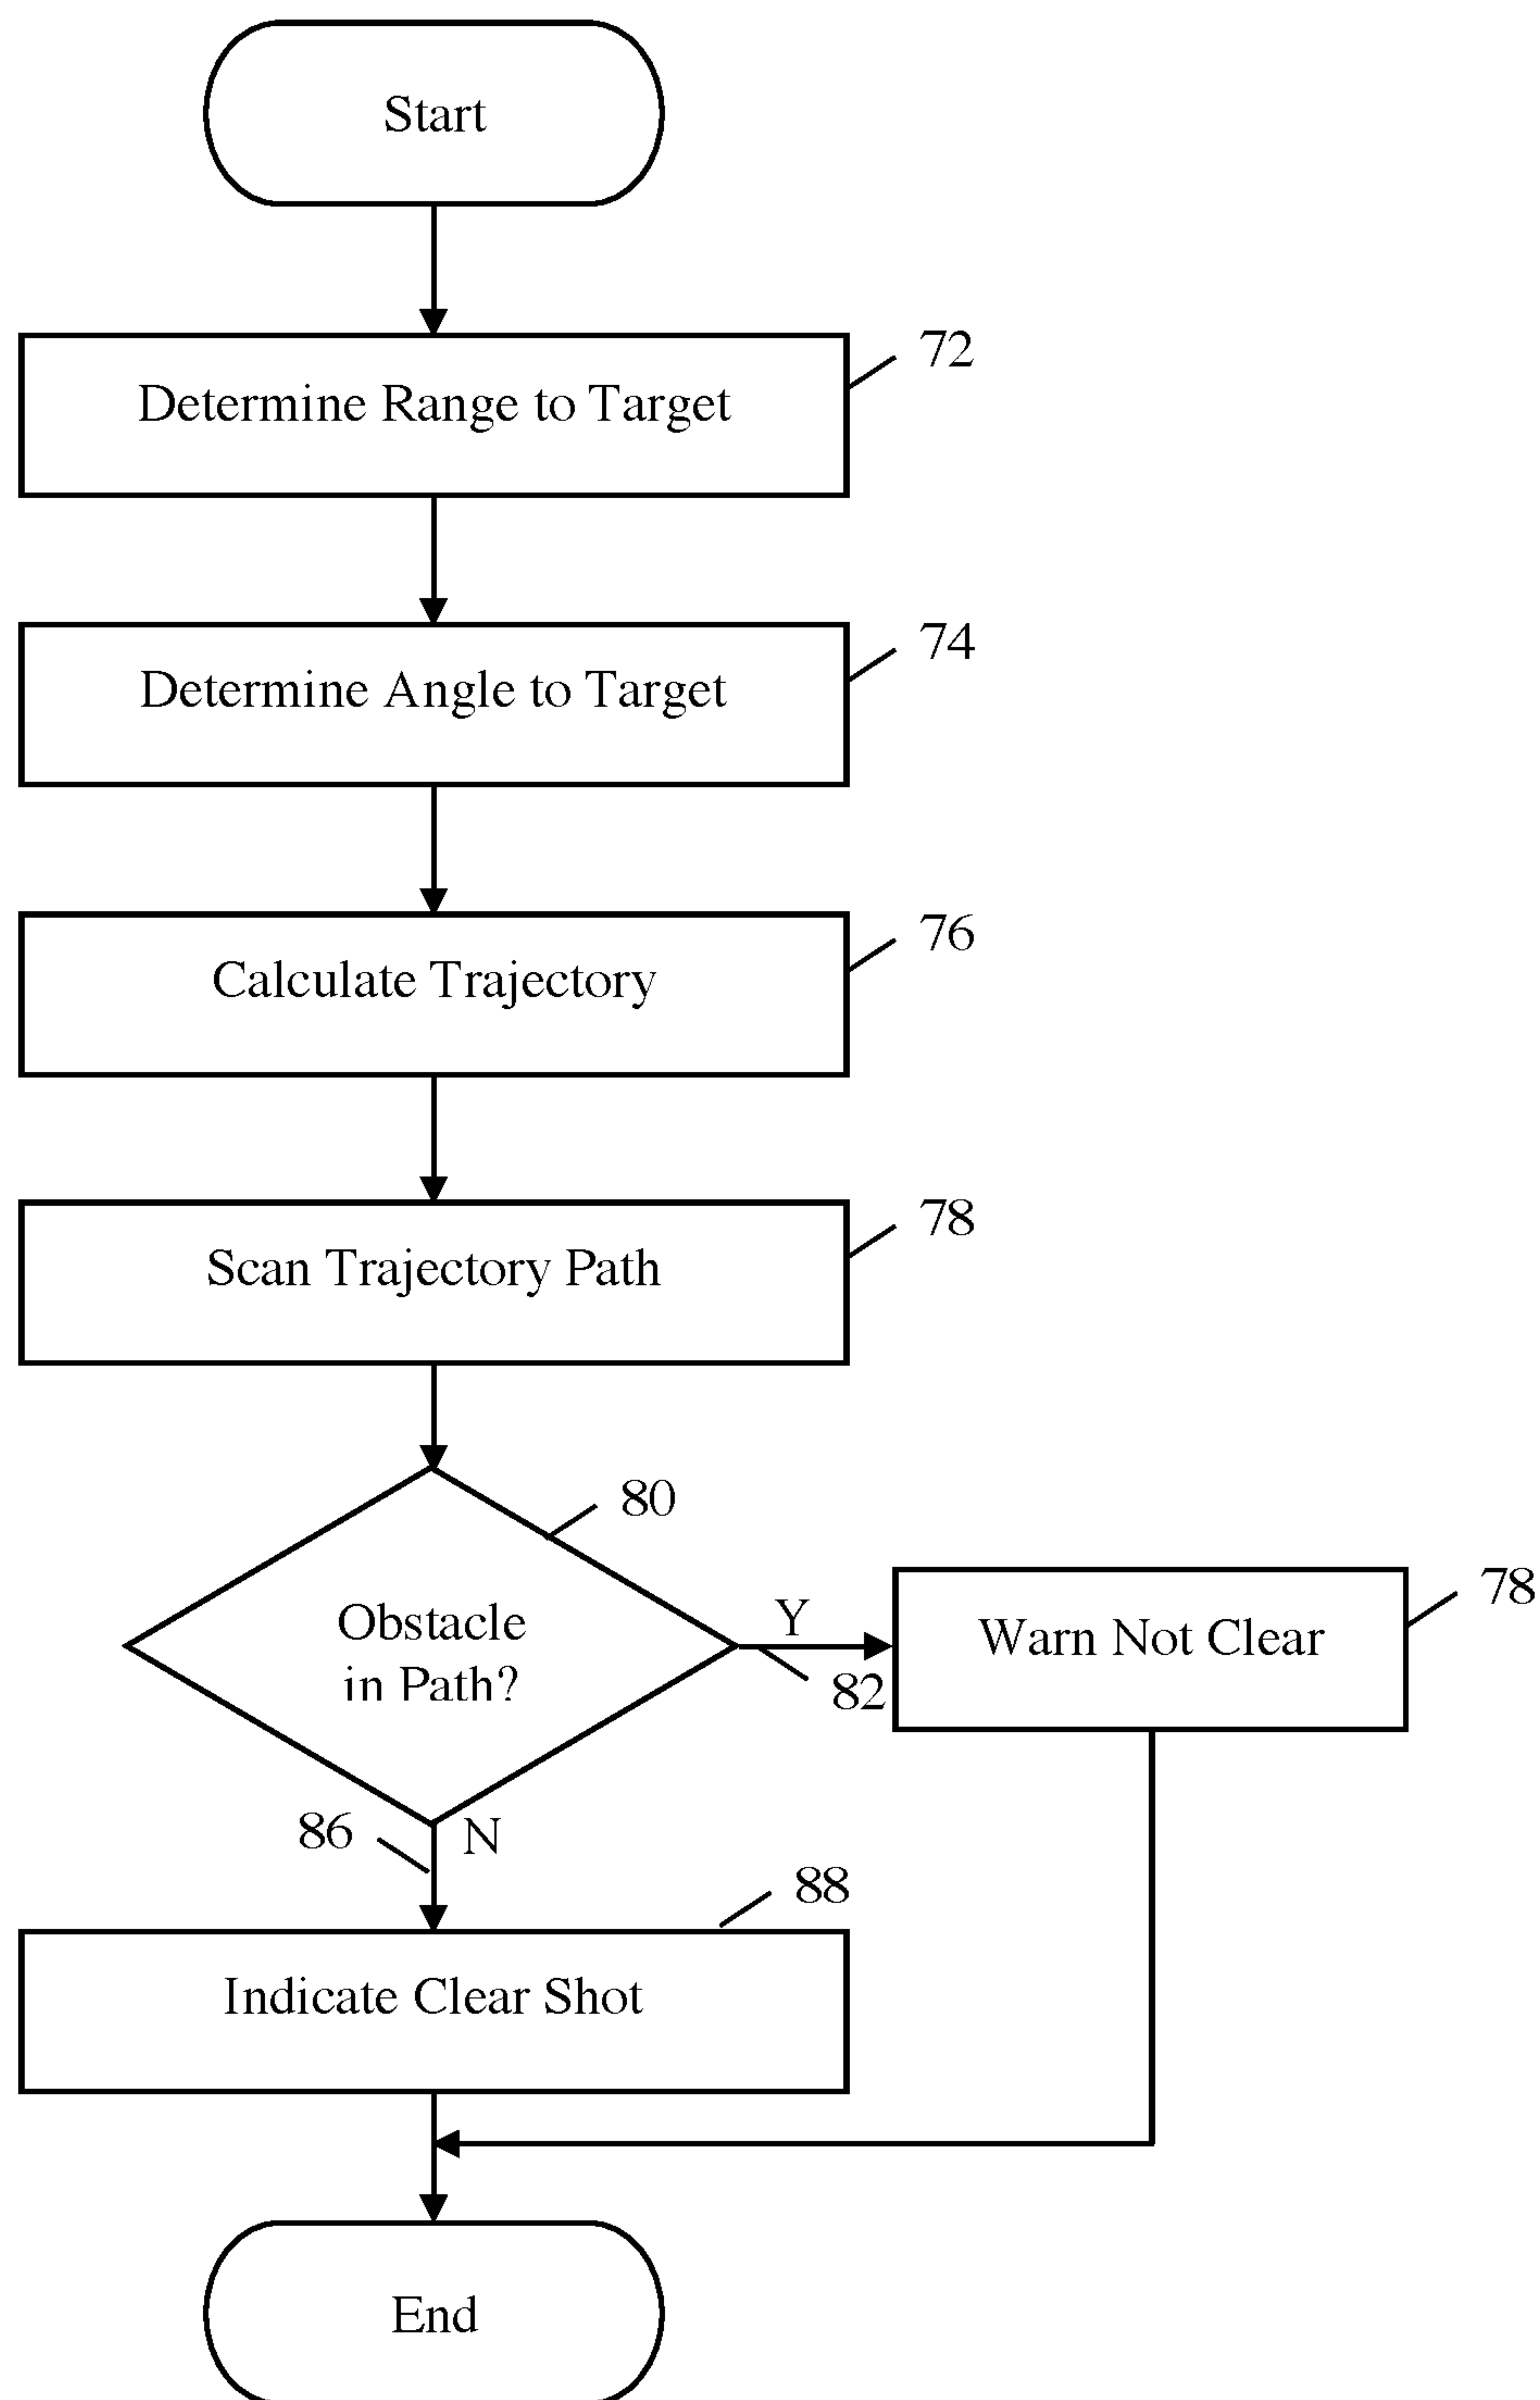 Start
72
Determine Range to Target
74
Determine Angle to Target
76
Calculate Trajectory
78
Scan Trajectory Path
80
Obstacle
in Path?
Y
82
Warn Not Clear
78
86
N
88
Indicate Clear Shot
End